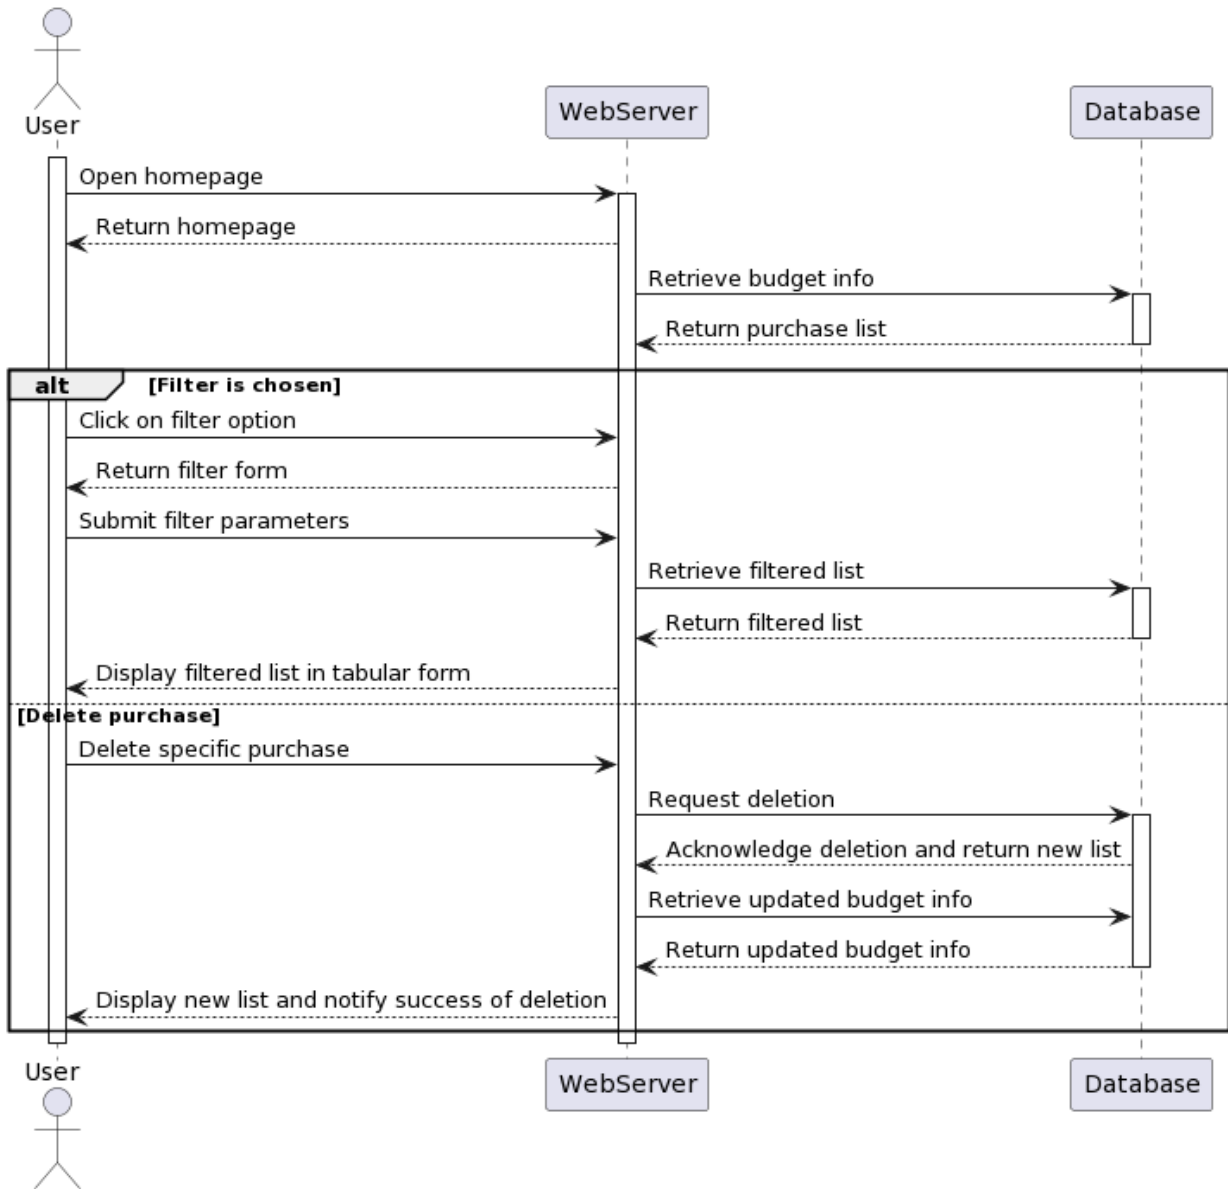 User
WebServer
Database
Open homepage
Return homepage
Retrieve budget info
Return purchase list
alt [Filter is chosen]
Click on filter option
Return filter form
Submit filter parameters
Retrieve filtered list
Return filtered list
Display filtered list in tabular form
[Delete purchase]
Delete specific purchase
Request deletion
Acknowledge deletion and return new list
Retrieve updated budget info
Return updated budget info
Display new list and notify success of deletion
User
WebServer
Database